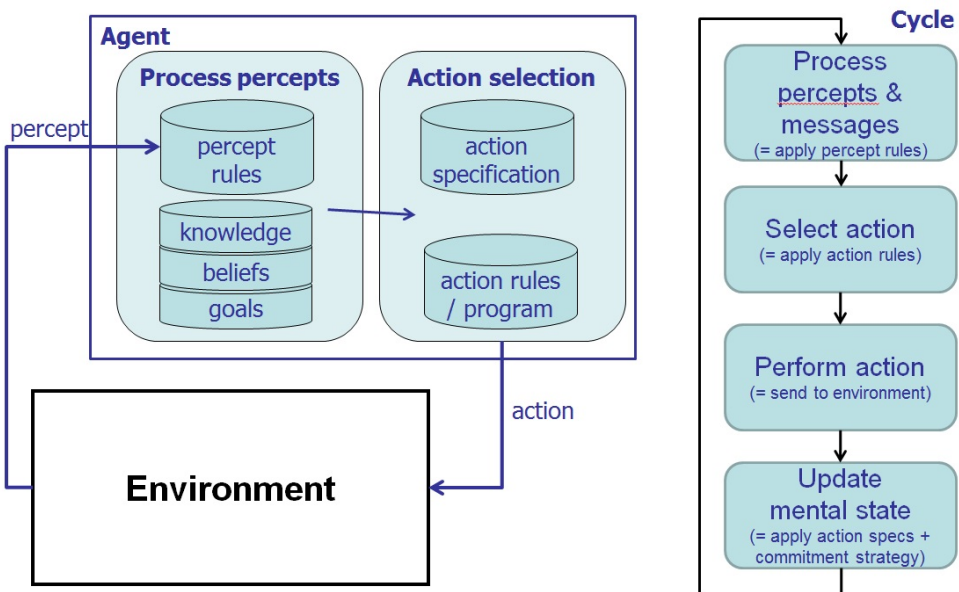 Agent
Process percepts
percept
percept
rules
knowledge
beliefs
goals
Action selection
action
specification
action rules
/ program
action
Environment
Cycle
Process
percepts &
messages
(= apply percept rules)
Select action
(= apply action rules)
Perform action
(= send to environment)
Update
mental state
(= apply action specs +
commitment strategy)